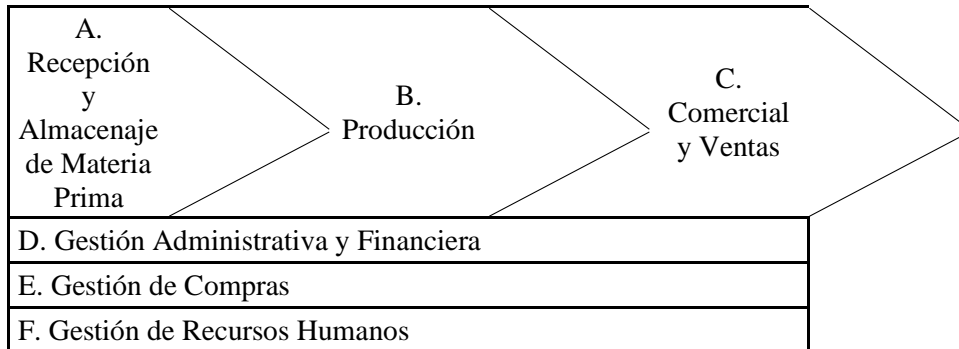 A.
Recepción
y
Almacenaje
de Materia
Prima
B.
Producción
C.
Comercial
y Ventas
D. Gestión Administrativa y Financiera
E. Gestión de Compras
F. Gestión de Recursos Humanos